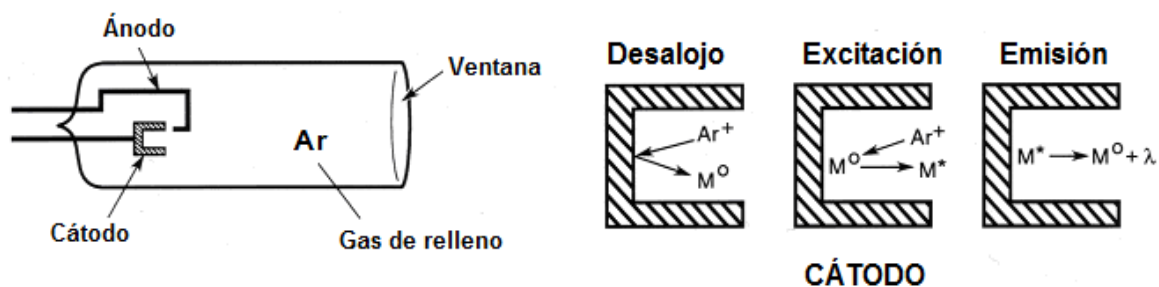 Ánodo
Ventana
Ar
Cátodo
Gas de relleno
Desalojo
Excitación
Emisión
Ar+
M°
Ar+
M° → M*
M* → M° + λ
CÁTODO